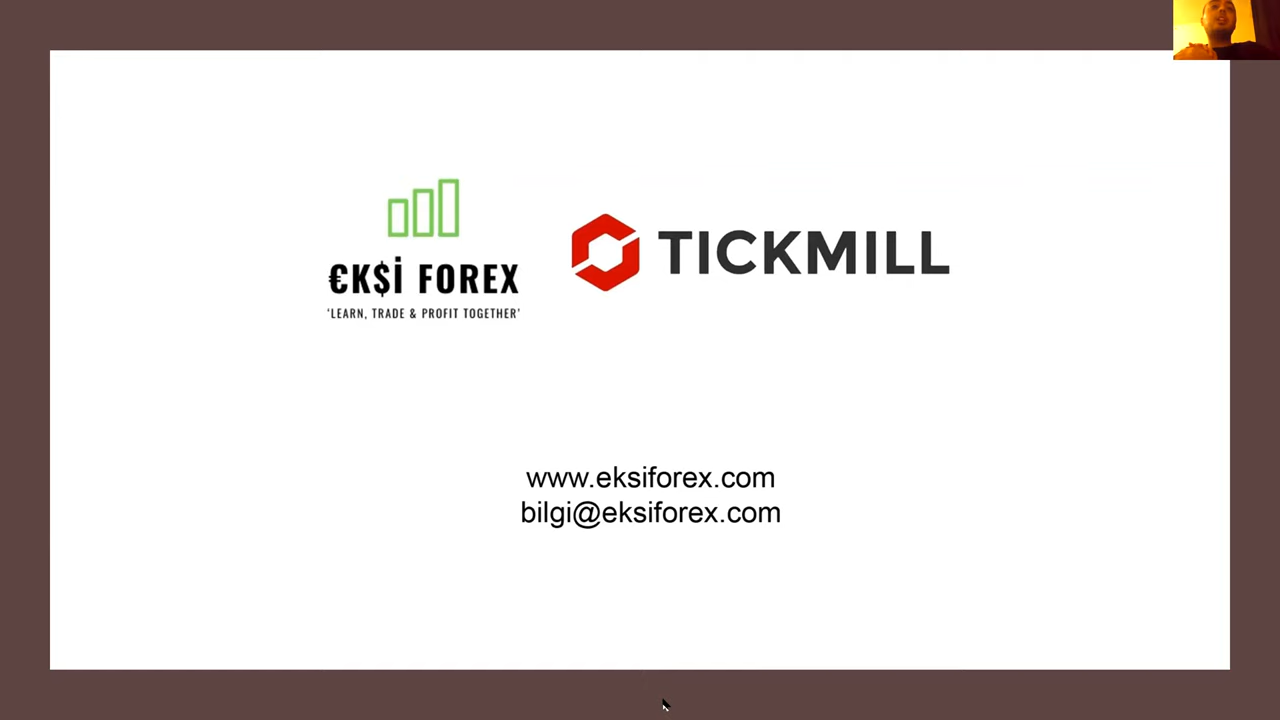 €K$İ FOREX
'LEARN, TRADE & PROFIT TOGETHER'
TICKMILL
www.eksiforex.com
bilgi@eksiforex.com